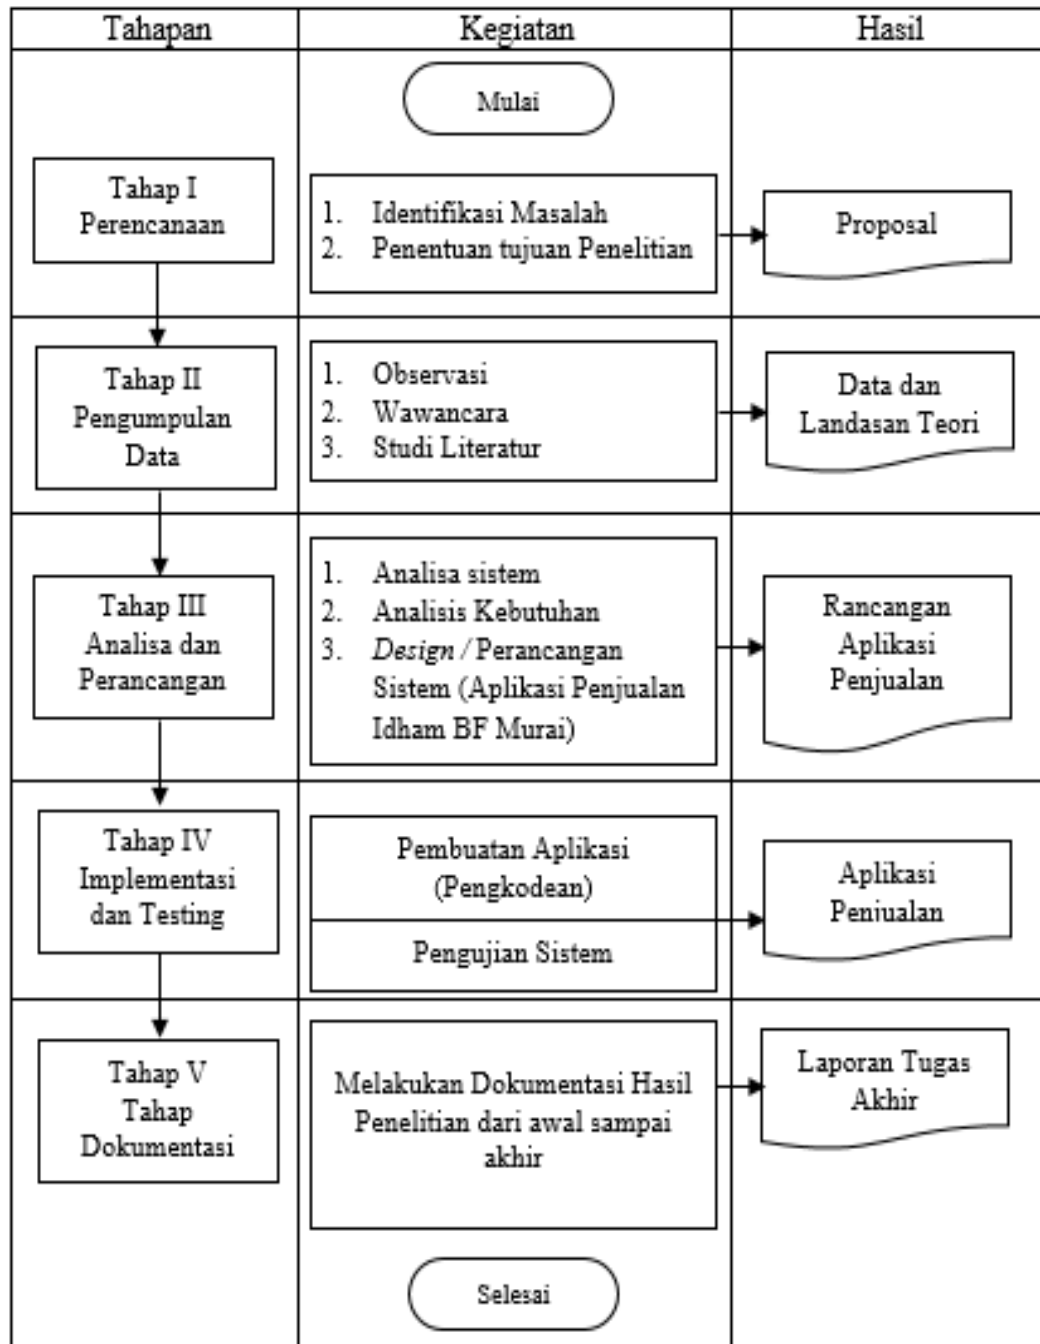 Tahapan
Kegiatan
Hasil
Mulai
Tahap I
Perencanaan
1. Identifikasi Masalah
2. Penentuan tujuan Penelitian
Proposal
Tahap II
Pengumpulan
Data
1. Observasi
2. Wawancara
3. Studi Literatur
Data dan
Landasan Teori
Tahap III
Analisa dan
Perancangan
1. Analisa sistem
2. Analisis Kebutuhan
3. Design / Perancangan
Sistem (Aplikasi Penjualan
Idham BF Murai)
Rancangan
Aplikasi
Penjualan
Tahap IV
Implementasi
dan Testing
Pembuatan Aplikasi
(Pengkodean)
Pengujian Sistem
Aplikasi
Penjualan
Tahap V
Tahap
Dokumentasi
Melakukan Dokumentasi Hasil
Penelitian dari awal sampai
akhir
Laporan Tugas
Akhir
Selesai